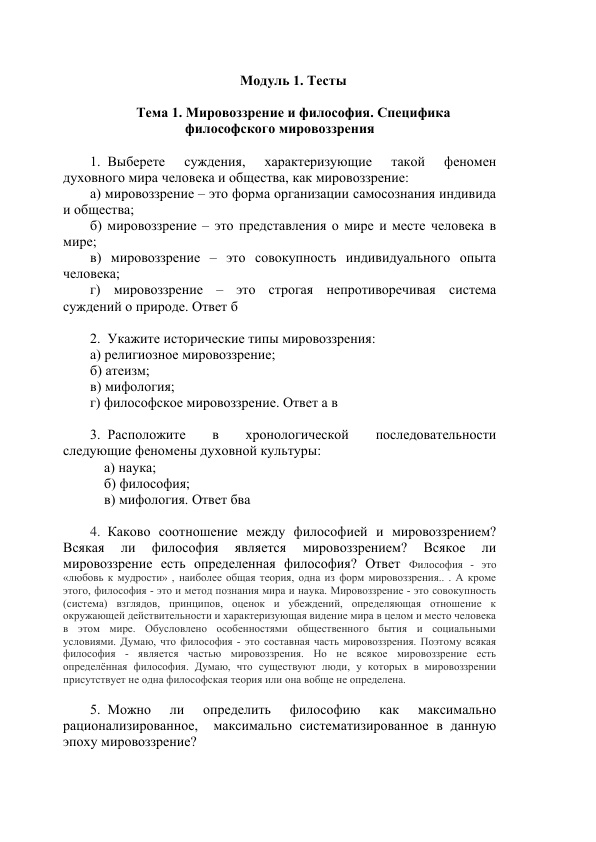 Модуль 1. Тесты
Тема 1. Мировоззрение и философия. Специфика
философского мировоззрения
1. Выберете суждения, характеризующие такой феномен
духовного мира человека и общества, как мировоззрение:
а) мировоззрение – это форма организации самосознания индивида
и общества;
б) мировоззрение – это представления о мире и месте человека в
мире;
в) мировоззрение – это совокупность индивидуального опыта
человека;
г) мировоззрение – это строгая непротиворечивая система
суждений о природе. Ответ б
2. Укажите исторические типы мировоззрения:
а) религиозное мировоззрение;
б) атеизм;
в) мифология;
г) философское мировоззрение. Ответ а в
3. Расположите в хронологической последовательности
следующие феномены духовной культуры:
а) наука;
б) философия;
в) мифология. Ответ бва
4. Каково соотношение между философией и мировоззрением?
Всякая ли философия является мировоззрением? Всякое ли
мировоззрение есть определенная философия? Ответ Философия - это
«любовь к мудрости» , наиболее общая теория, одна из форм мировоззрения.. . А кроме
этого, философия - это и метод познания мира и наука. Мировоззрение - это совокупность
(система) взглядов, принципов, оценок и убеждений, определяющая отношение к
окружающей действительности и характеризующая видение мира в целом и место человека
в этом мире. Обусловлено особенностями общественного бытия и социальными
условиями. Думаю, что философия - это составная часть мировоззрения. Поэтому всякая
философия - является частью мировоззрения. Но не всякое мировоззрение есть
определённая философия. Думаю, что существуют люди, у которых в мировоззрении
присутствует не одна философская теория или она вобще не определена.
5. Можно ли определить философию как максимально
рационализированное, максимально систематизированное в данную
эпоху мировоззрение?